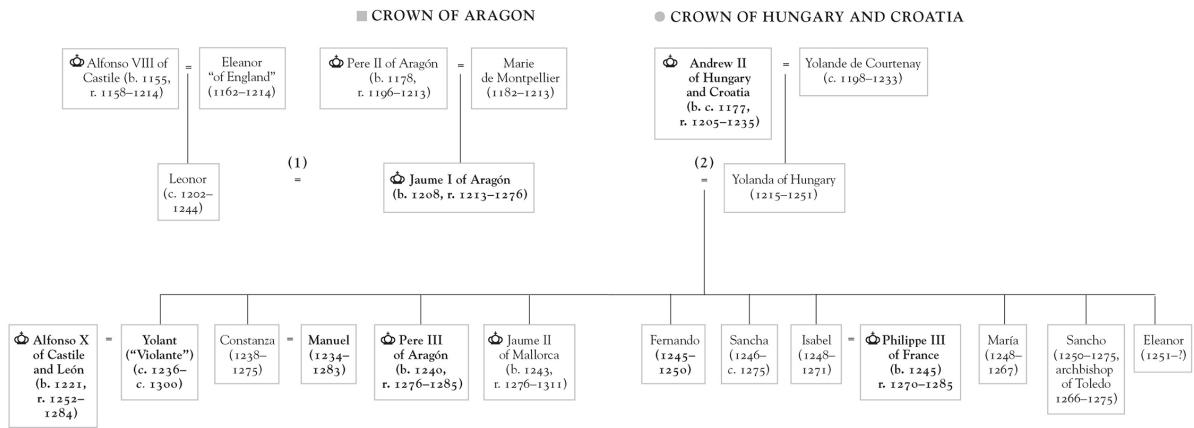 CROWN OF ARAGON
CROWN OF HUNGARY AND CROATIA
Alfonso VIII of
Castile (b. 1155,
r. 1158–1214)
=
Eleanor
“of England”
(1162–1214)
Pere II of Aragón
(b. 1178,
r. 1196–1213)
=
Marie
de Montpellier
(1182–1213)
Andrew II
of Hungary
and Croatia
(b. c. 1177,
r. 1205–1235)
=
Yolande de Courtenay
(c. 1198–1233)
Leonor
(c. 1202–
1244)
(1)
=
Jaume I of Aragón
(b. 1208, r. 1213–1276)
(2)
=
Yolanda of Hungary
(1215–1251)
Alfonso X
of Castile
and León
(b. 1221,
r. 1252–
1284)
=
Yolant
(“Violante”)
(c. 1236–
c. 1300)
Constanza
(1238–
1275)
=
Manuel
(1234–
1283)
Pere III
of Aragón
(b. 1240,
r. 1276–1285)
Jaume II
of Mallorca
(b. 1243,
r. 1276–1311)
Fernando
(1245–
1250)
Sancha
(1246–
c. 1275)
Isabel
(1248–
1271)
=
Philippe III
of France
(b. 1245)
r. 1270–1285
María
(1248–
1267)
Sancho
(1250–1275,
archbishop
of Toledo
1266–1275)
Eleanor
(1251–?)